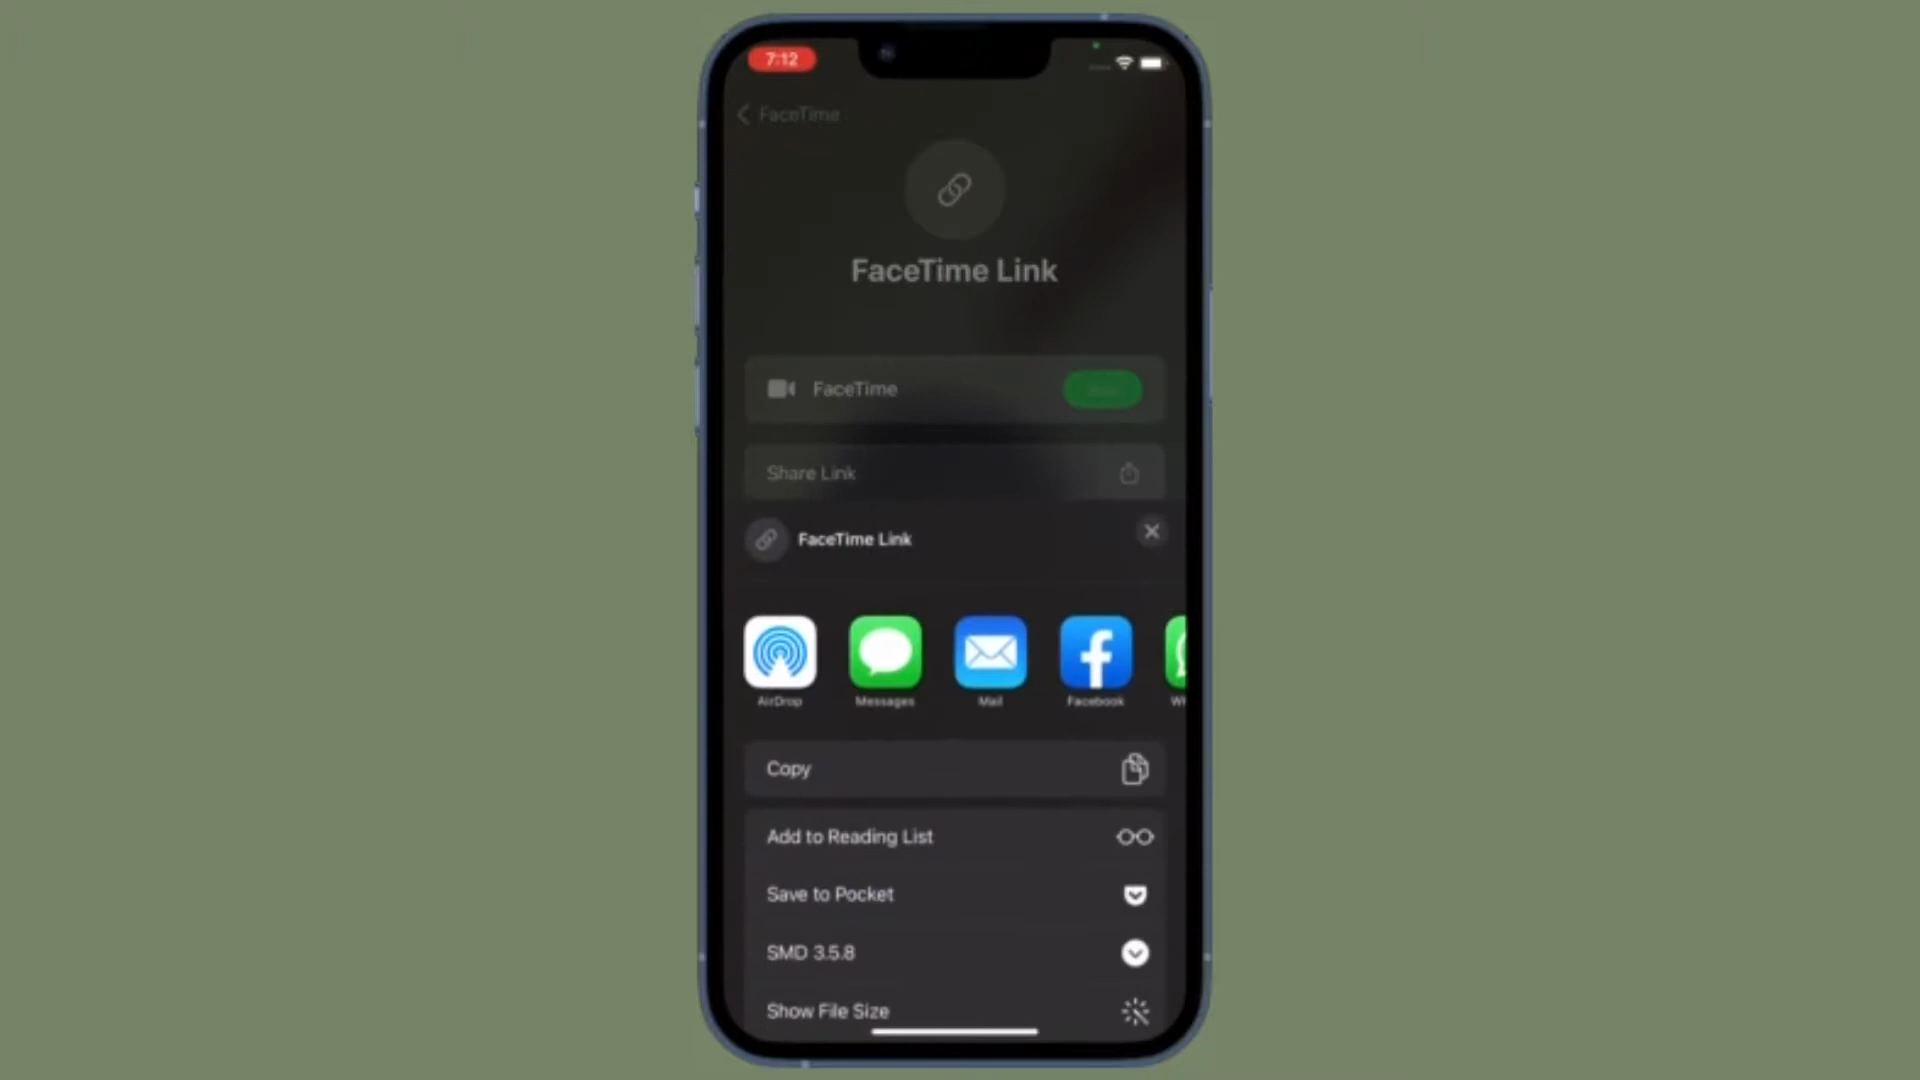 7:12
FaceTime
FaceTime Link
FaceTime
Share Link
FaceTime Link
AirDrop
Messages
Mail
Facebook
Copy
Add to Reading List
Save to Pocket
SMD 3.5.8
Show File Size